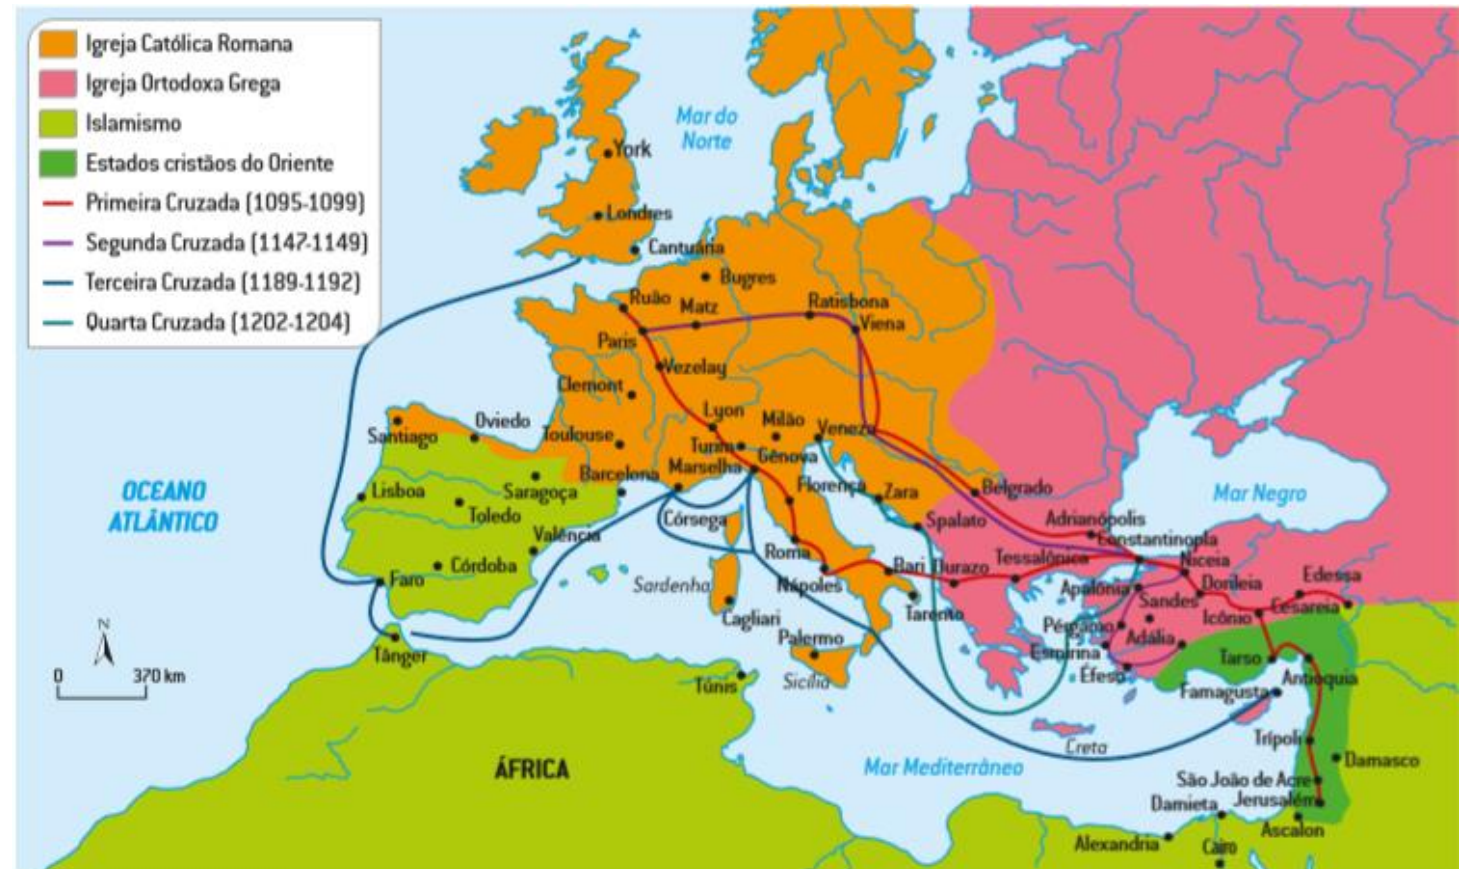 Igreja Católica Romana
Igreja Ortodoxa Grega
Islamismo
Estados cristãos do Oriente
Primeira Cruzada (1095-1099)
Segunda Cruzada (1147-1149)
Terceira Cruzada (1189-1192)
Quarta Cruzada (1202-1204)
Mar do
Norte
York
Londres
Cantuária
Bugres
Ruão
Matz
Ratisbona
Viena
Paris
Vezelay
Clemont
Lyon
Milão
Veneza
Santiago
Oviedo
Toulouse
Turim
Gênova
Barcelona
Marselha
OCEANO
ATLÂNTICO
Lisboa
Saragoça
Toledo
Florença
Zara
Belgrado
Mar Negro
Córsega
Spalato
Adrianópolis
Constantinopla
Valência
Córdoba
Roma
Bari
Durazo
Tessalônica
Niceia
Faro
Sardenha
Nápoles
Apalônia
Dorileia
Edessa
Sandes
Cesareia
Cagliari
Tarento
Icônio
Pérgamo
Adália
Palermo
Esmirina
Tânger
N
0
370 km
Túnis
Sicília
Éfeso
Tarso
Antioquia
Famagusta
Creta
Trípoli
ÁFRICA
Mar Mediterrâneo
Damasco
São João de Acre
Damieta
Jerusalém
Ascalon
Alexandria
Cairo